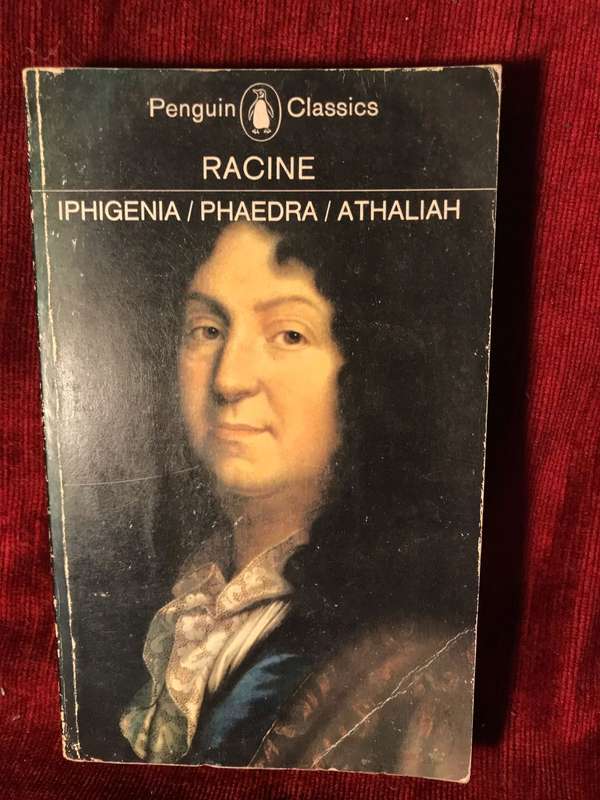 Penguin Classics
RACINE
IPHIGENIA / PHAEDRA / ATHALIAH